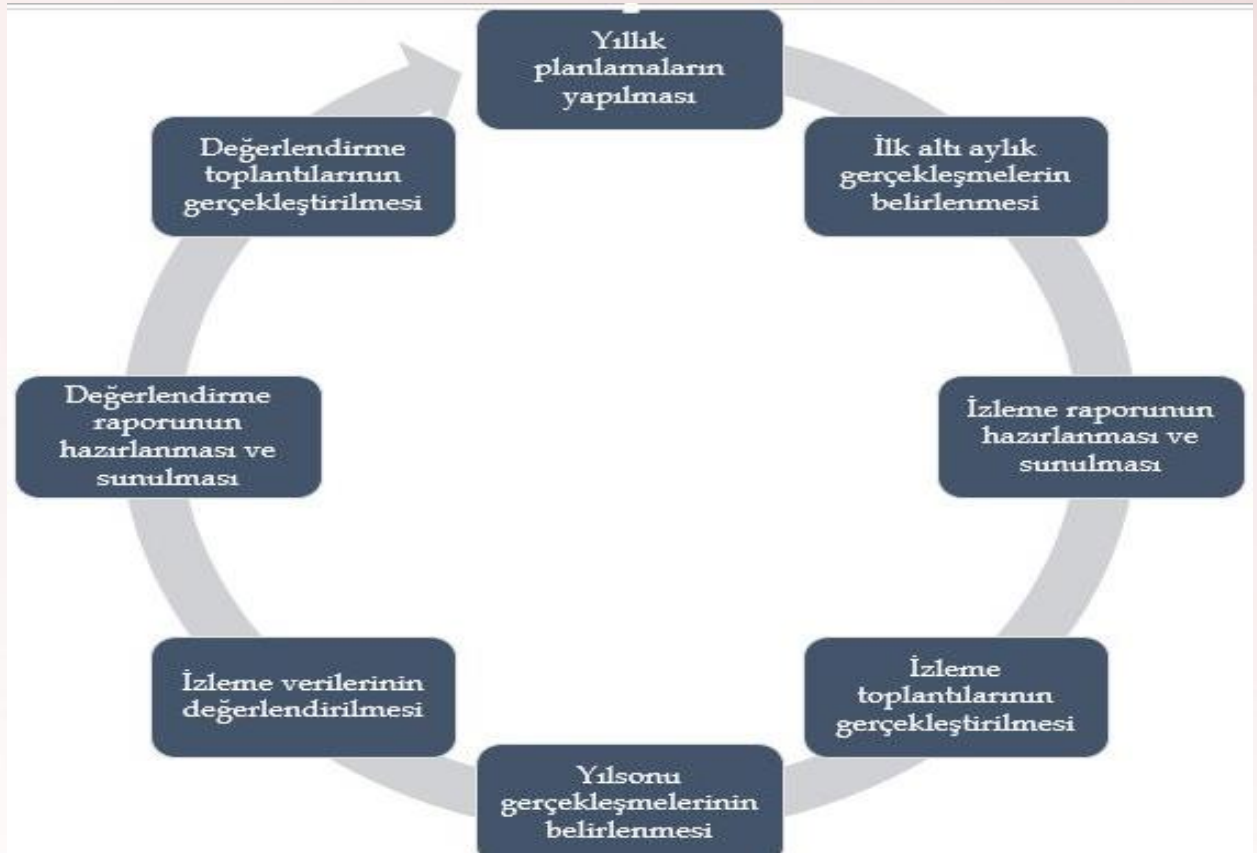 Yıllık
planlamaların
yapılması
İlk altı aylık
gerçekleşmelerin
belirlenmesi
İzleme raporunun
hazırlanması ve
sunulması
İzleme
toplantılarının
gerçekleştirilmesi
Yılsonu
gerçekleşmelerinin
belirlenmesi
İzleme verilerinin
değerlendirilmesi
Değerlendirme
raporunun
hazırlanması ve
sunulması
Değerlendirme
toplantılarının
gerçekleştirilmesi